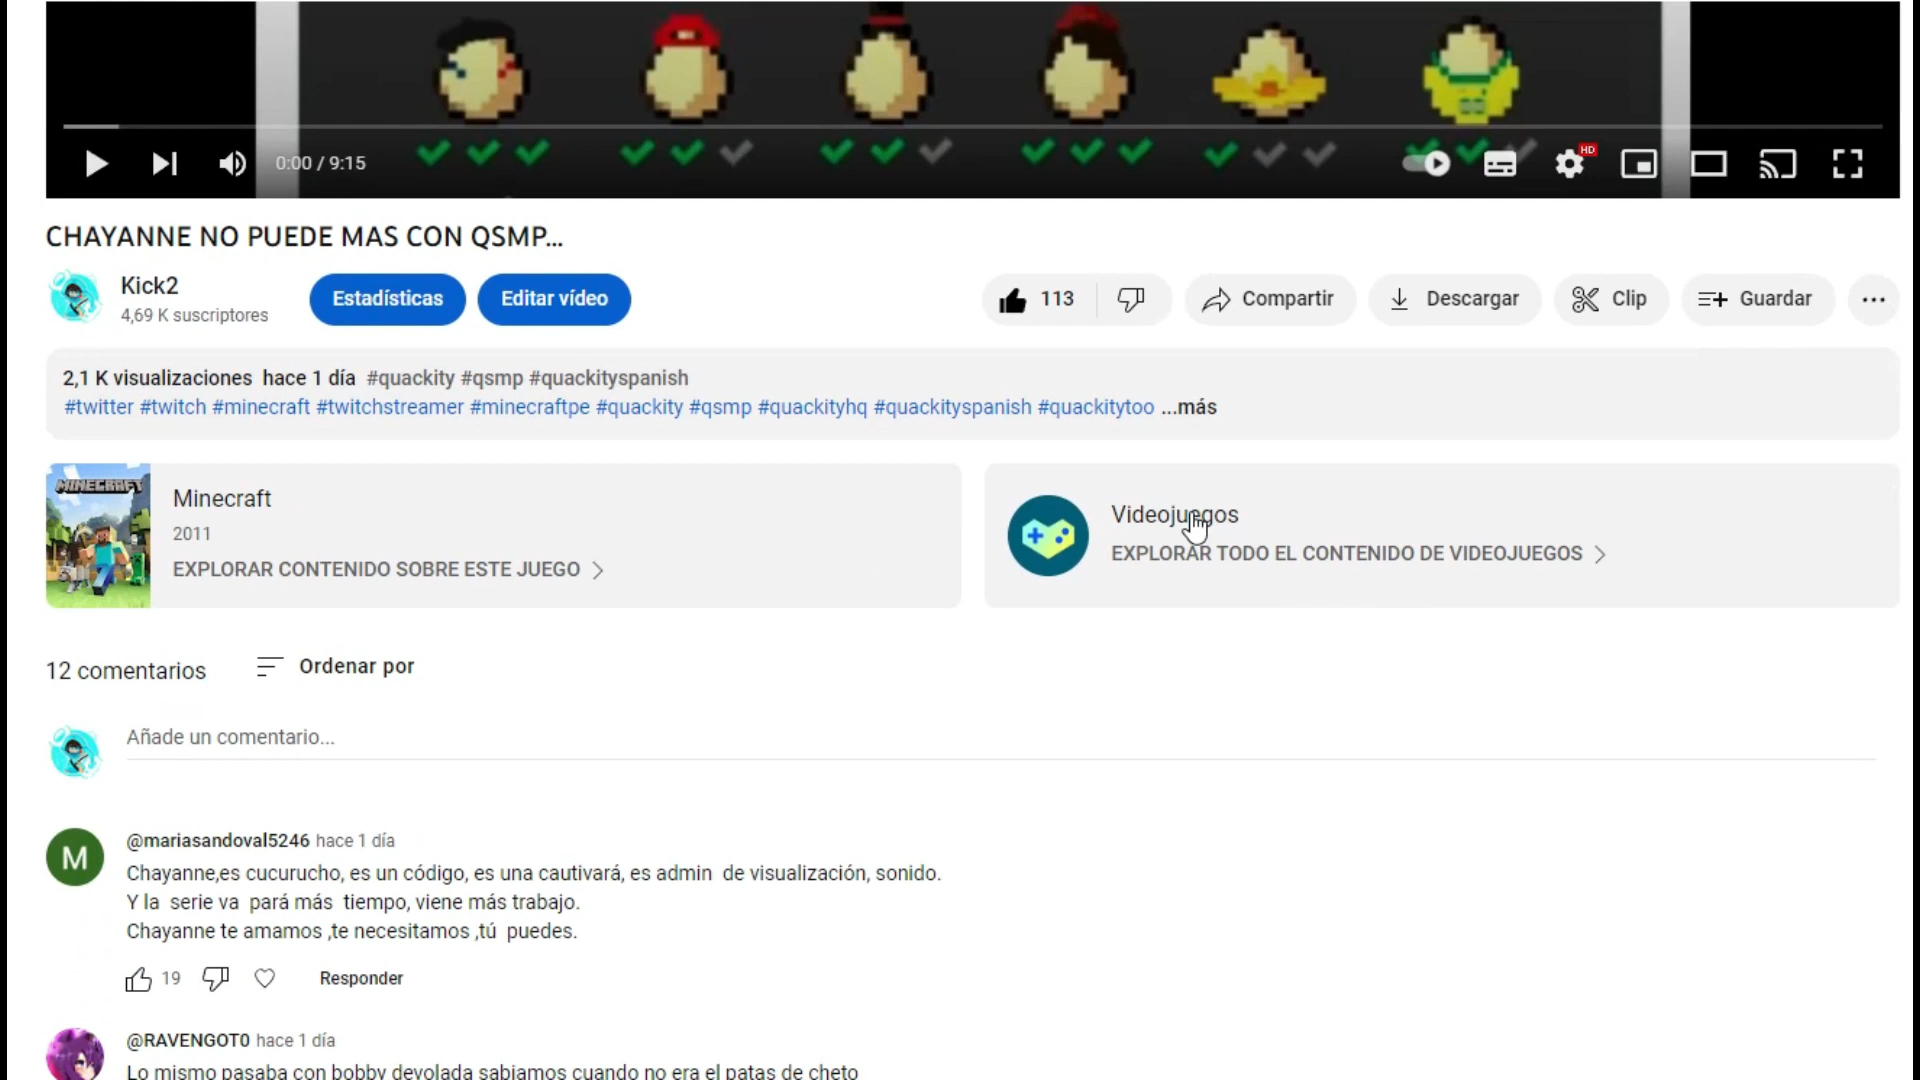 0:00 / 9:15
HD
CHAYANNE NO PUEDE MAS CON QSMP...
Kick2
4,69 K suscriptores
Estadísticas
Editar vídeo
113
Compartir
Descargar
Clip
Guardar
2,1 K visualizaciones hace 1 día #quackity #qsmp #quackityspanish
#twitter #twitch #minecraft #twitchstreamer #minecraftpe #quackity #qsmp #quackityhq #quackityspanish #quackitytoo ...más
MINECRAFT
Minecraft
2011
EXPLORAR CONTENIDO SOBRE ESTE JUEGO
Videojuegos
EXPLORAR TODO EL CONTENIDO DE VIDEOJUEGOS
12 comentarios
Ordenar por
Añade un comentario...
M
@mariasandoval5246 hace 1 día
Chayanne,es cucurucho, es un código, es una cautivará, es admin de visualización, sonido.
Y la serie va pará más tiempo, viene más trabajo.
Chayanne te amamos ,te necesitamos ,tú puedes.
19
Responder
@RAVENGOT0 hace 1 día
Lo mismo pasaba con bobby devolada sabiamos cuando no era el patas de cheto